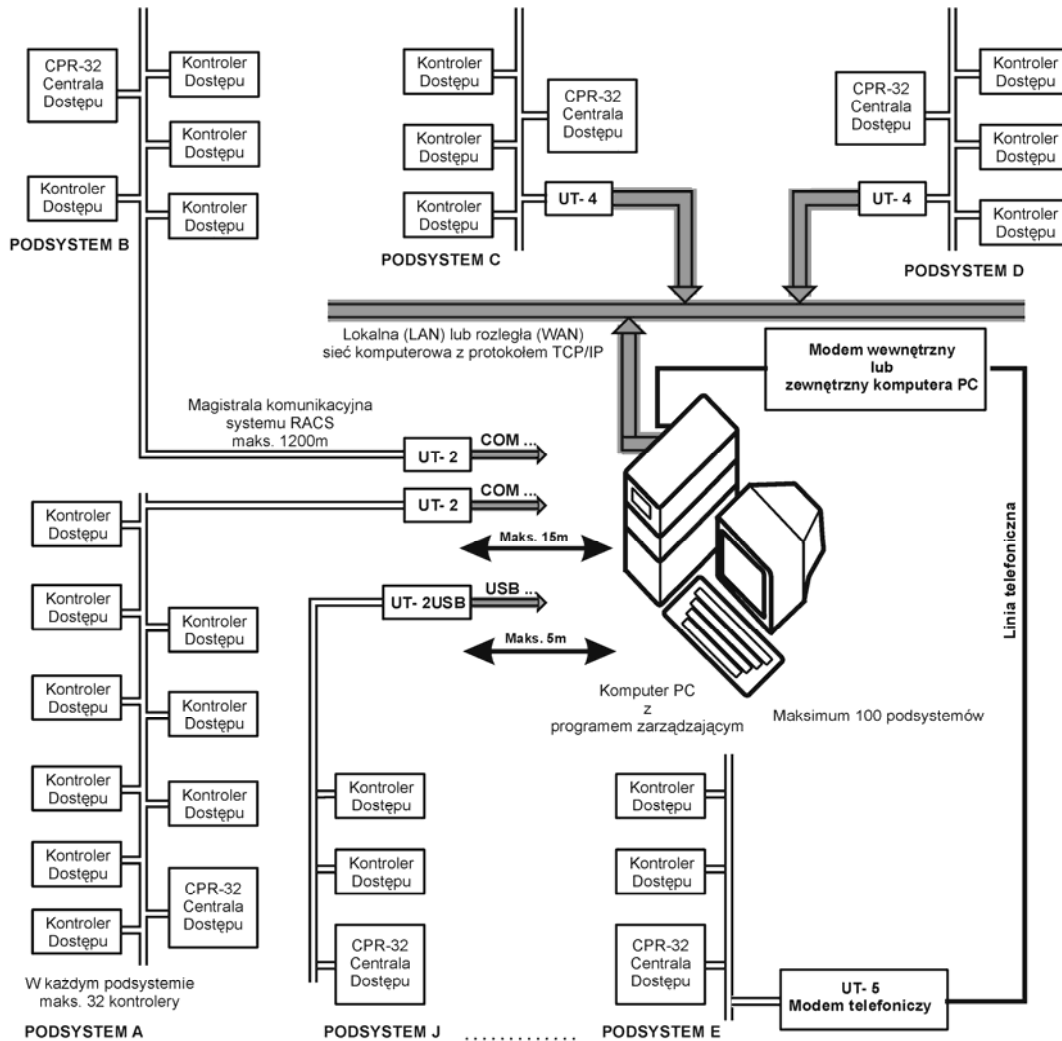 CPR-32
Centrala
Dostępu
Kontroler
Dostępu
Kontroler
Dostępu
Kontroler
Dostępu
Kontroler
Dostępu
PODSYSTEM B
Kontroler
Dostępu
Kontroler
Dostępu
Kontroler
Dostępu
CPR-32
Centrala
Dostępu
UT- 4
PODSYSTEM C
CPR-32
Centrala
Dostępu
UT- 4
Kontroler
Dostępu
Kontroler
Dostępu
Kontroler
Dostępu
PODSYSTEM D
Lokalna (LAN) lub rozległa (WAN)
sieć komputerowa z protokołem TCP/IP
Modem wewnętrzny
lub
zewnętrzny komputera PC
Magistrala komunikacyjna
systemu RACS
maks. 1200m
UT- 2
COM ...
UT- 2
COM ...
Maks. 15m
UT- 2USB
USB ...
Maks. 5m
Linia telefoniczna
Komputer PC
z
programem zarządzającym
Maksimum 100 podsystemów
Kontroler
Dostępu
Kontroler
Dostępu
Kontroler
Dostępu
Kontroler
Dostępu
Kontroler
Dostępu
Kontroler
Dostępu
Kontroler
Dostępu
Kontroler
Dostępu
Kontroler
Dostępu
CPR-32
Centrala
Dostępu
W każdym podsystemie
maks. 32 kontrolery
PODSYSTEM A
Kontroler
Dostępu
Kontroler
Dostępu
CPR-32
Centrala
Dostępu
PODSYSTEM J
. . . . . . . . . . . . .
Kontroler
Dostępu
Kontroler
Dostępu
CPR-32
Centrala
Dostępu
PODSYSTEM E
UT- 5
Modem telefoniczy